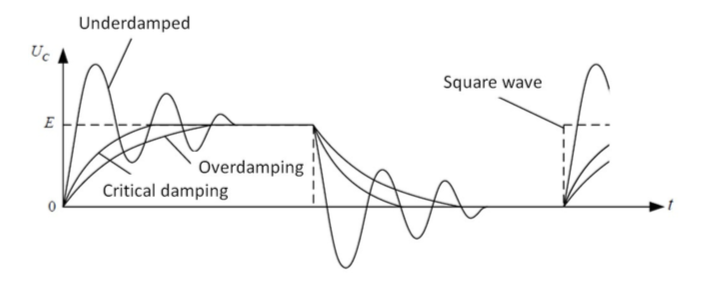 Underdamped
U_C
Square wave
E
Overdamping
Critical damping
0
t